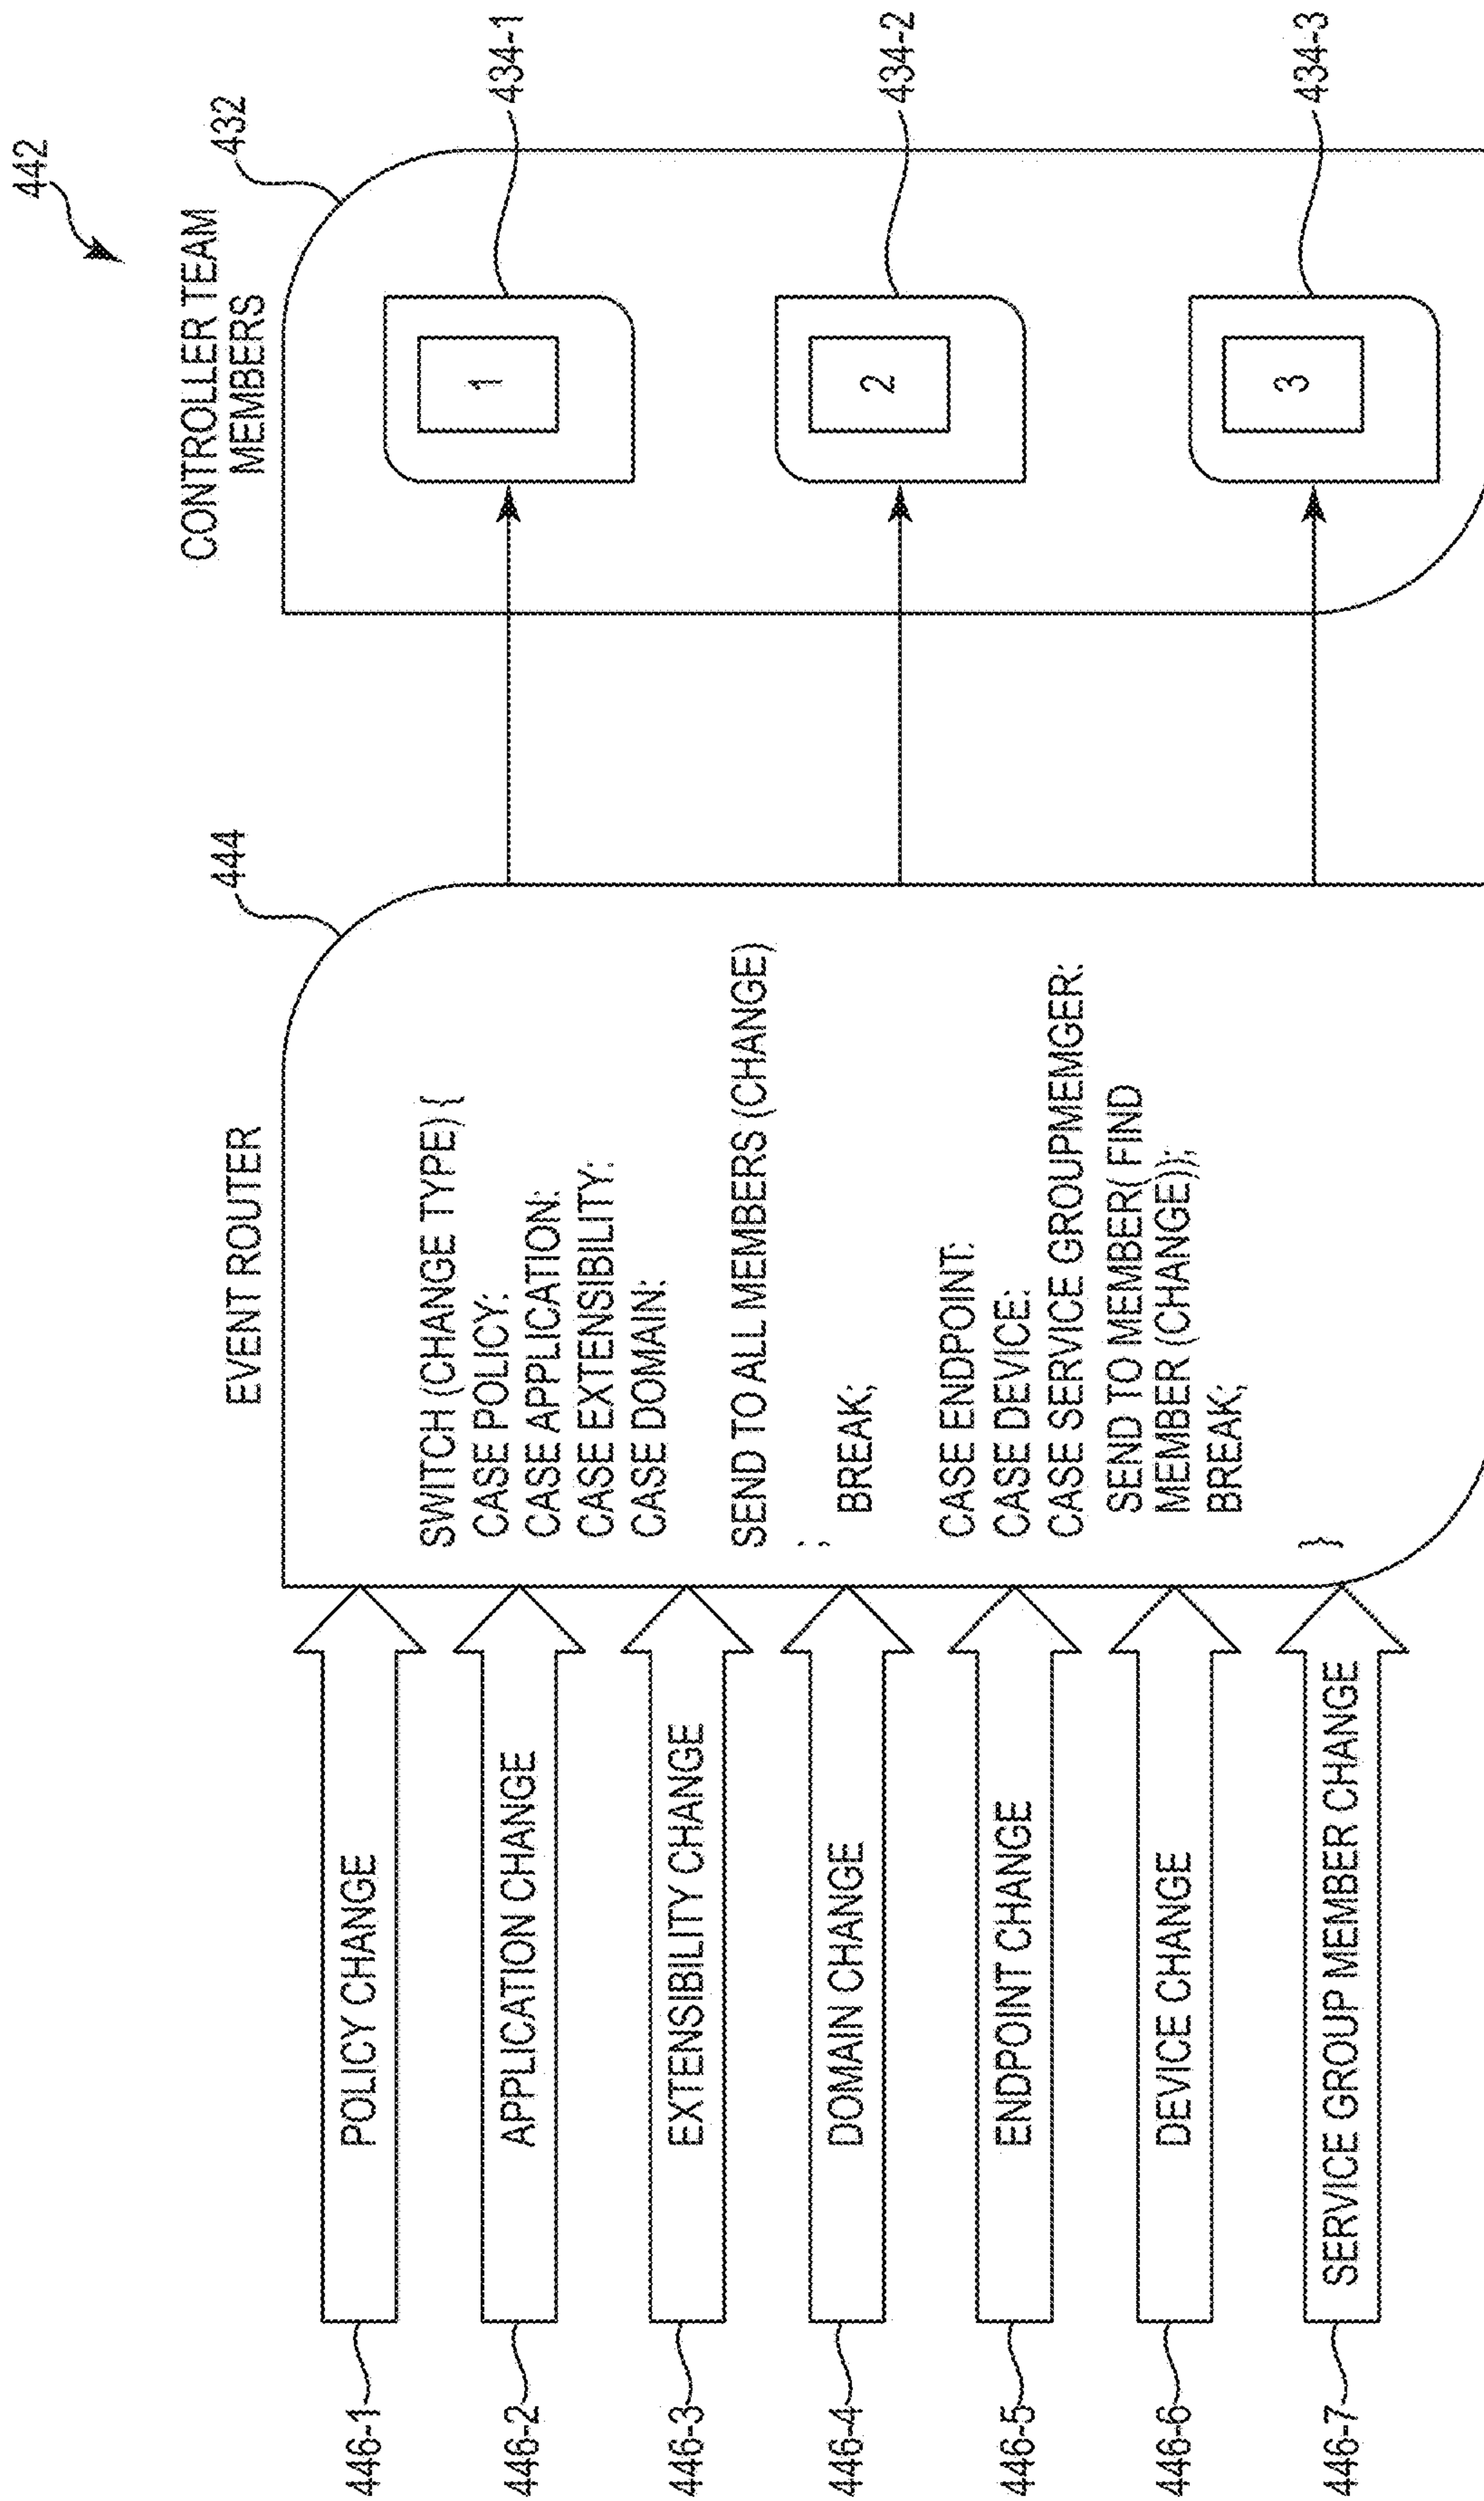 442
EVENT ROUTER
444
CONTROLLER TEAM
MEMBERS
432
446-1
POLICY CHANGE
446-2
APPLICATION CHANGE
446-3
EXTENSIBILITY CHANGE
446-4
DOMAIN CHANGE
446-5
ENDPOINT CHANGE
446-6
DEVICE CHANGE
446-7
SERVICE GROUP MEMBER CHANGE
SWITCH (CHANGE TYPE) {
CASE POLICY:
CASE APPLICATION:
CASE EXTENSIBILITY:
CASE DOMAIN:
SEND TO ALL MEMBERS (CHANGE)
;
BREAK;
CASE ENDPOINT:
CASE DEVICE:
CASE SERVICE GROUPMEMGER:
SEND TO MEMBER( FIND
MEMBER (CHANGE));
BREAK;
}
1
434-1
2
434-2
3
434-3